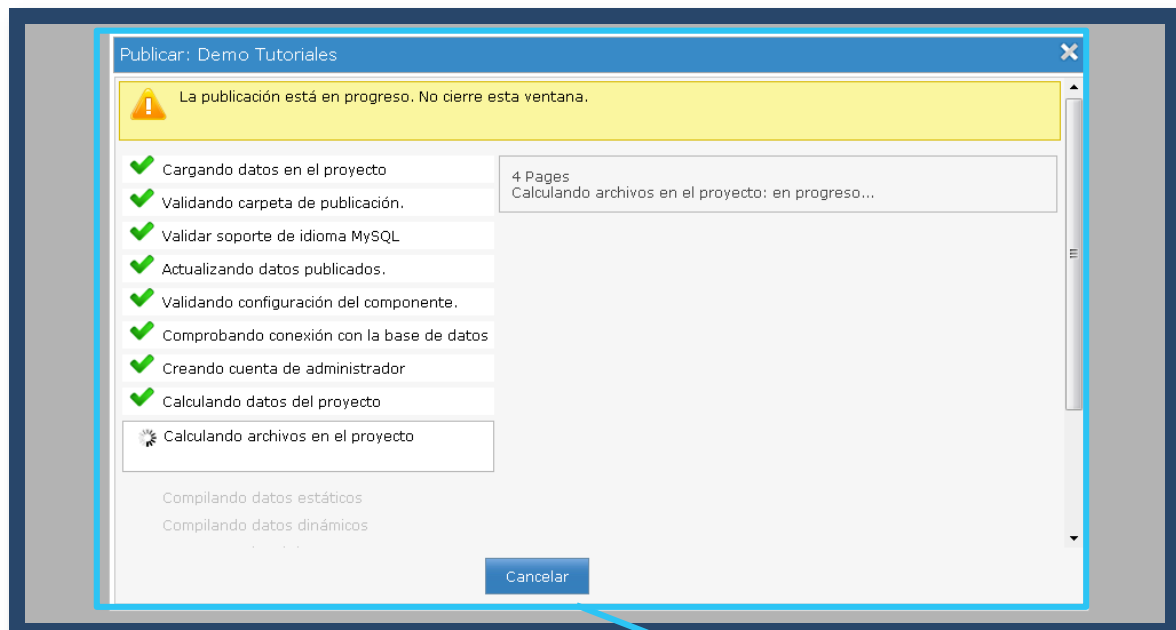 Publicar: Demo Tutoriales
La publicación está en progreso. No cierre esta ventana.
Cargando datos en el proyecto
Validando carpeta de publicación.
Validar soporte de idioma MySQL
Actualizando datos publicados.
Validando configuración del componente.
Comprobando conexión con la base de datos
Creando cuenta de administrador
Calculando datos del proyecto
Calculando archivos en el proyecto
Compilando datos estáticos
Compilando datos dinámicos
4 Pages
Calculando archivos en el proyecto: en progreso...
Cancelar